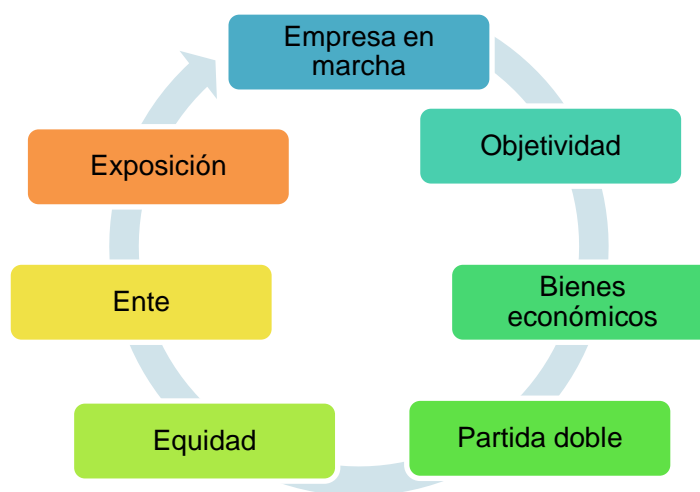 Empresa en
marcha
Objetividad
Bienes
económicos
Partida doble
Equidad
Ente
Exposición